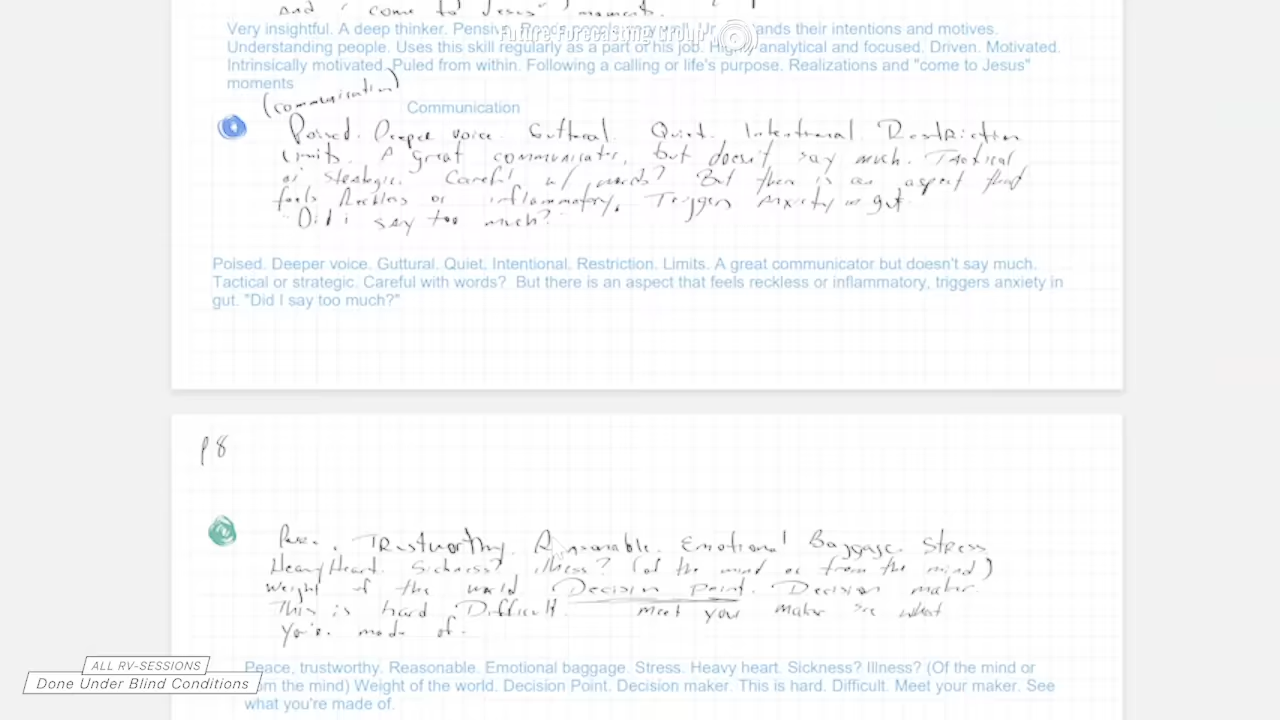 and "come to Jesus" moments.
Very insightful. A deep thinker. Pensive. their intentions and motives.
Future Forecasting Group
Understanding people. Uses this skill regularly as a part of his job. Highly analytical and focused. Driven. Motivated.
Intrinsically motivated. Puled from within. Following a calling or life's purpose. Realizations and "come to Jesus"
moments
(communication)
Communication
Poised. Deeper voice. Guttural. Quiet. Intentional. Restriction
Limits. A great communicator, but doesn't say much. Tactical
or strategic. Careful w/ words? But there is an aspect that
feels Reckless or inflammatory. Triggers Anxiety in gut.
"Did i say too much?"
Poised. Deeper voice. Guttural. Quiet. Intentional. Restriction. Limits. A great communicator but doesn't say much.
Tactical or strategic. Careful with words? But there is an aspect that feels reckless or inflammatory, triggers anxiety in
gut. "Did I say too much?"
p 8
Peace. Trustworthy. Reasonable. Emotional Baggage. Stress
Heavy Heart. Sickness? illness? (of the mind or from the mind)
Weight of the world Decision point. Decision maker.
This is hard Difficult. meet your maker see what
you're made of.
Peace, trustworthy. Reasonable. Emotional baggage. Stress. Heavy heart. Sickness? Illness? (Of the mind or
from the mind) Weight of the world. Decision Point. Decision maker. This is hard. Difficult. Meet your maker. See
what you're made of.
ALL RV-SESSIONS
Done Under Blind Conditions